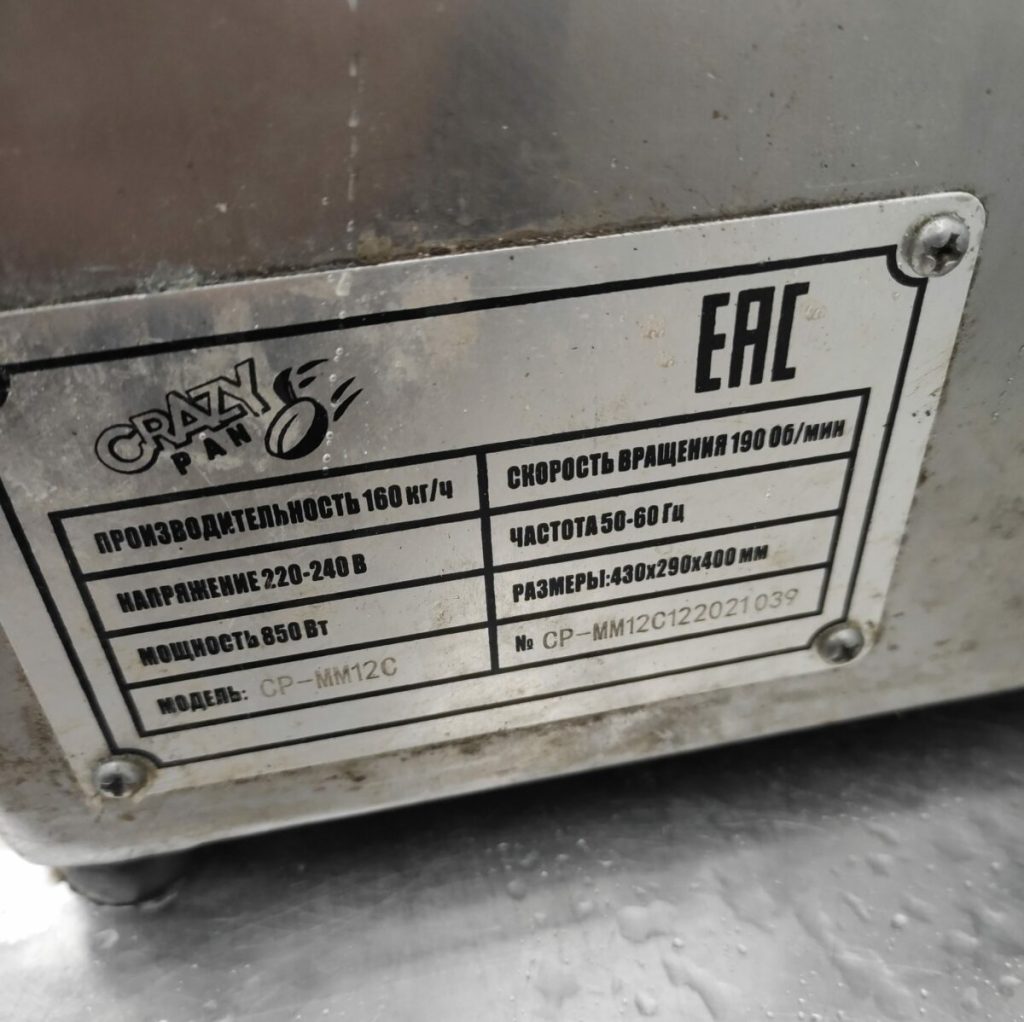 CRAZY
PAN
EAC
ПРОИЗВОДИТЕЛЬНОСТЬ 160 кг/ч
СКОРОСТЬ ВРАЩЕНИЯ 190 Об/мин
НАПРЯЖЕНИЕ 220-240 В
ЧАСТОТА 50-60 Гц
МОЩНОСТЬ 850 Вт
РАЗМЕРЫ:430х290х400 мм
МОДЕЛЬ: CP-MM12C
№ CP-MM12C122021039